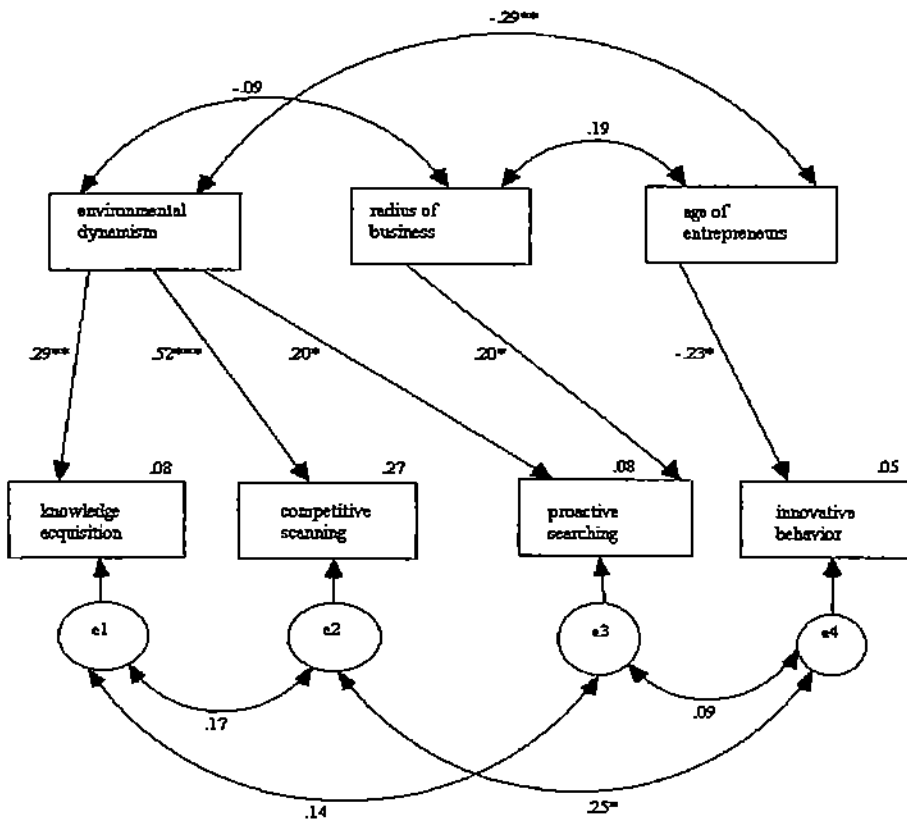 -.29**
-.09
.19
environmental
dynamism
radius of
business
age of
entrepreneurs
.29**
.52***
.20*
.20*
-.23*
.08
.27
.08
.05
knowledge
acquisition
competitive
scanning
proactive
searching
innovative
behavior
e1
e2
e3
e4
.17
.09
.14
.25*